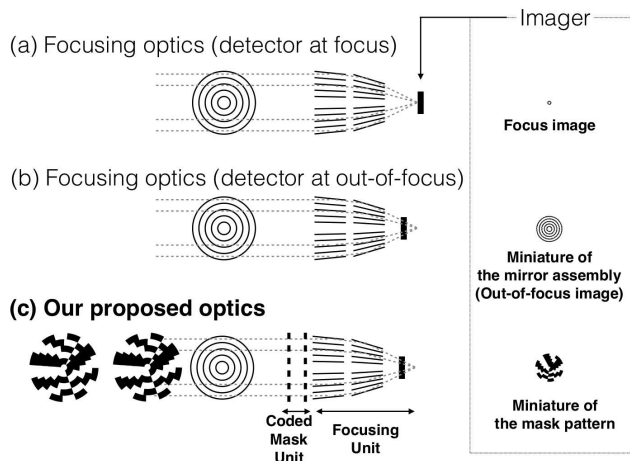 Imager
(a) Focusing optics (detector at focus)
Focus image
(b) Focusing optics (detector at out-of-focus)
Miniature of
the mirror assembly
(Out-of-focus image)
(c) Our proposed optics
Coded
Mask
Unit
Focusing
Unit
Miniature of
the mask pattern